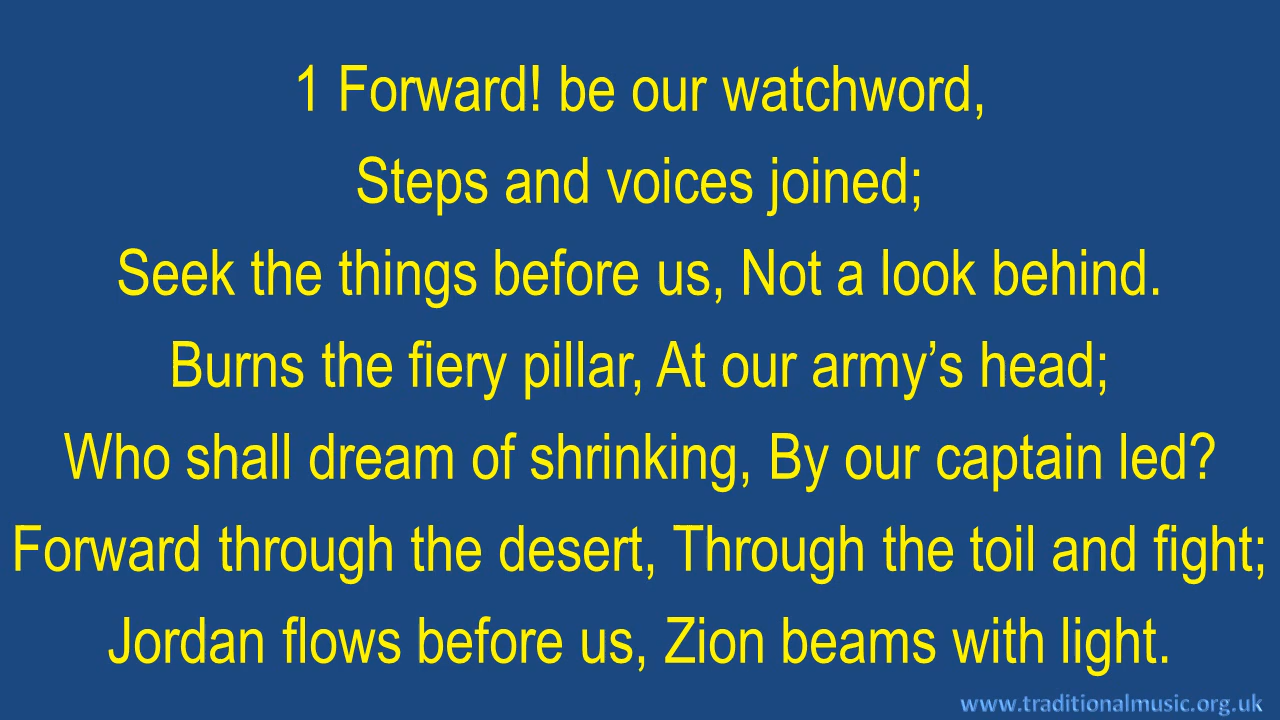 1 Forward! be our watchword,
Steps and voices joined;
Seek the things before us, Not a look behind.
Burns the fiery pillar, At our army’s head;
Who shall dream of shrinking, By our captain led?
Forward through the desert, Through the toil and fight;
Jordan flows before us, Zion beams with light.
www.traditionalmusic.org.uk